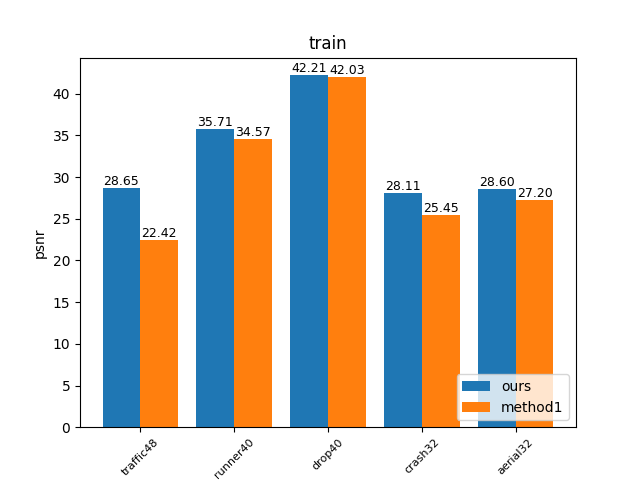 train
42.21 42.03
35.71
34.57
28.65
28.11
28.60
27.20
25.45
22.42
psnr
40
35
30
25
20
15
10
5
0
ours
method1
traffic48
runner40
drop40
crash32
aerial32